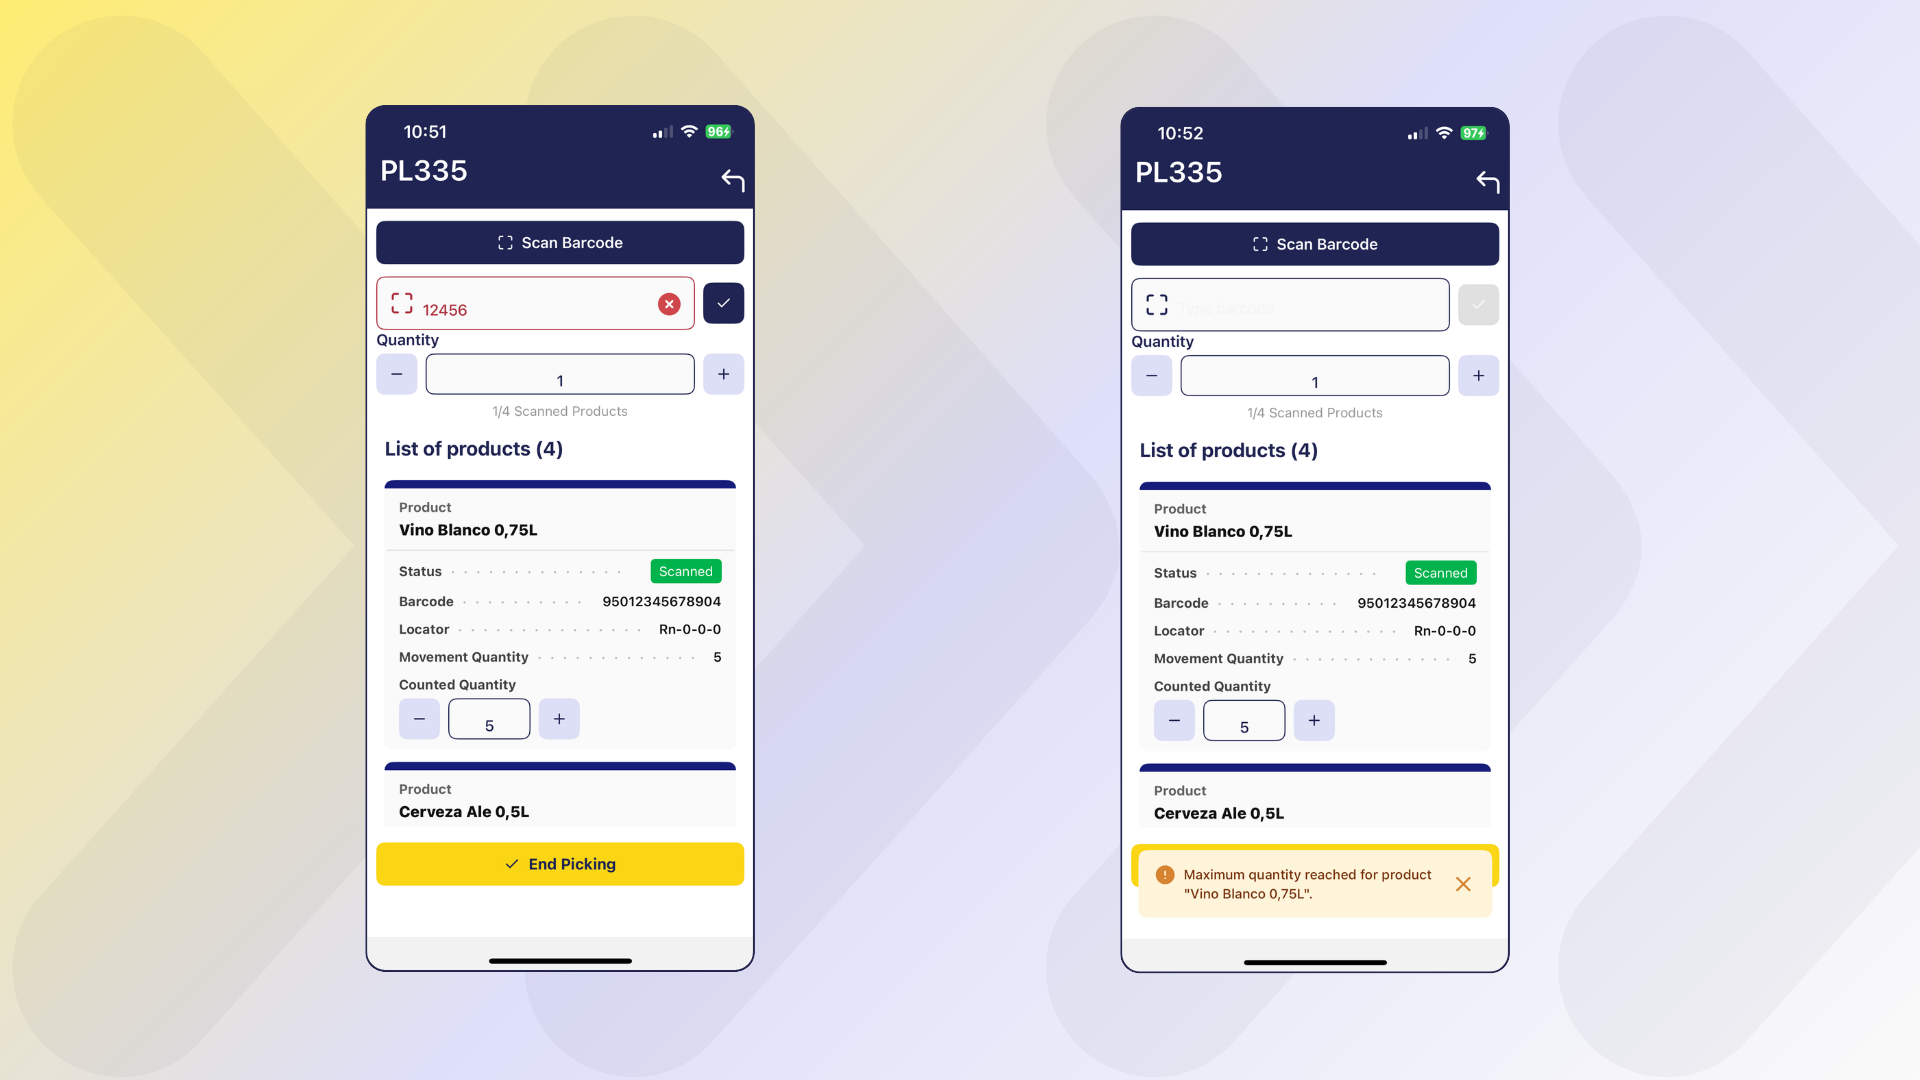 10:51
96
PL335
Scan Barcode
12456
Quantity
1
1/4 Scanned Products
List of products (4)
Product
Vino Blanco 0,75L
Status
Scanned
Barcode
95012345678904
Locator
Rn-0-0-0
Movement Quantity
5
Counted Quantity
5
Product
Cerveza Ale 0,5L
End Picking
10:52
97
PL335
Scan Barcode
Type barcode
Quantity
1
1/4 Scanned Products
List of products (4)
Product
Vino Blanco 0,75L
Status
Scanned
Barcode
95012345678904
Locator
Rn-0-0-0
Movement Quantity
5
Counted Quantity
5
Product
Cerveza Ale 0,5L
Maximum quantity reached for product
"Vino Blanco 0,75L".